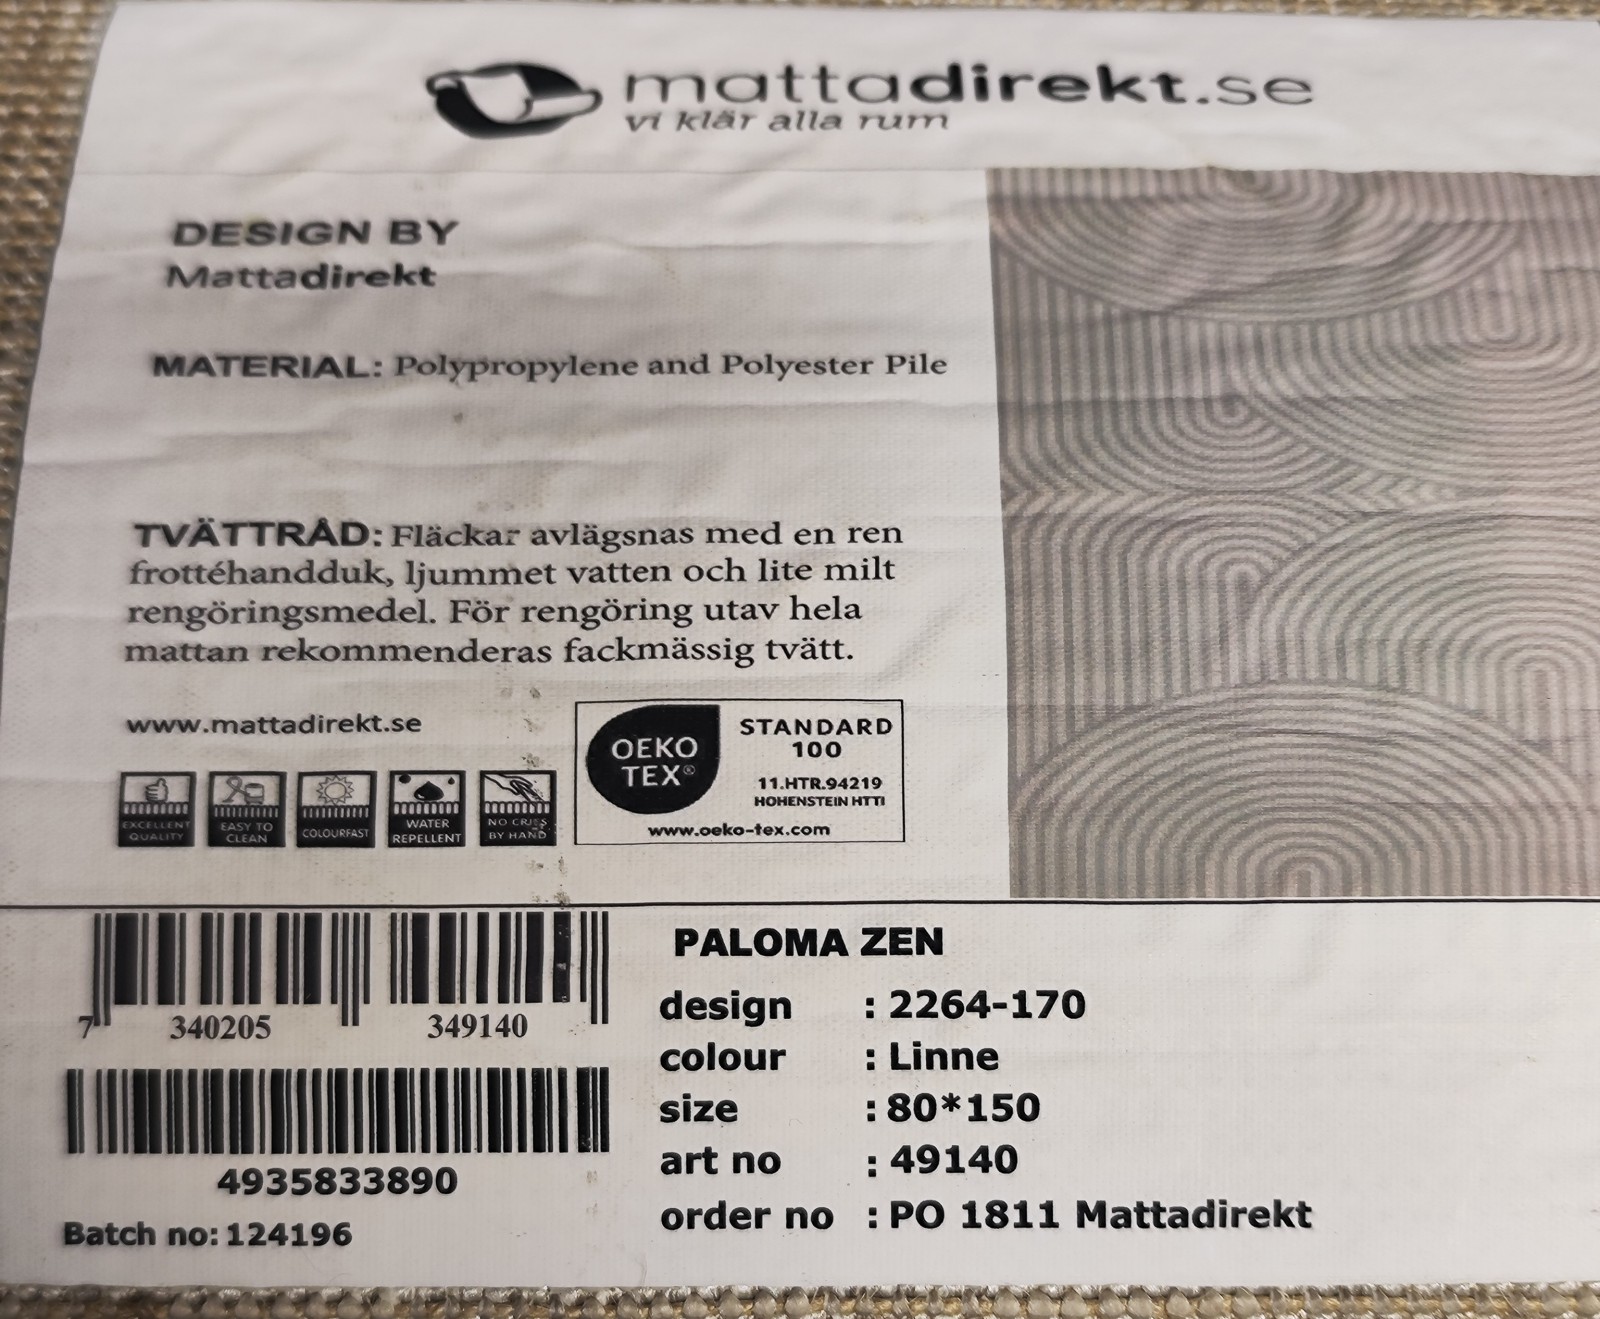 mattadirekt.se
vi klär alla rum
DESIGN BY
Mattadirekt
MATERIAL: Polypropylene and Polyester Pile
TVÄTTRÅD: Fläckar avlägsnas med en ren
frottéhandduk, ljummet vatten och lite milt
rengöringsmedel. För rengöring utav hela
mattan rekommenderas fackmässig tvätt.
www.mattadirekt.se
EXCELLENT
QUALITY
EASY TO
CLEAN
COLOURFAST
WATER
REPELLENT
NO CRIES
BY HAND
OEKO
TEX®
STANDARD
100
11.HTR.94219
HOHENSTEIN HTTI
www.oeko-tex.com
7 340205 349140
4935833890
Batch no: 124196
PALOMA ZEN
design : 2264-170
colour : Linne
size : 80*150
art no : 49140
order no : PO 1811 Mattadirekt